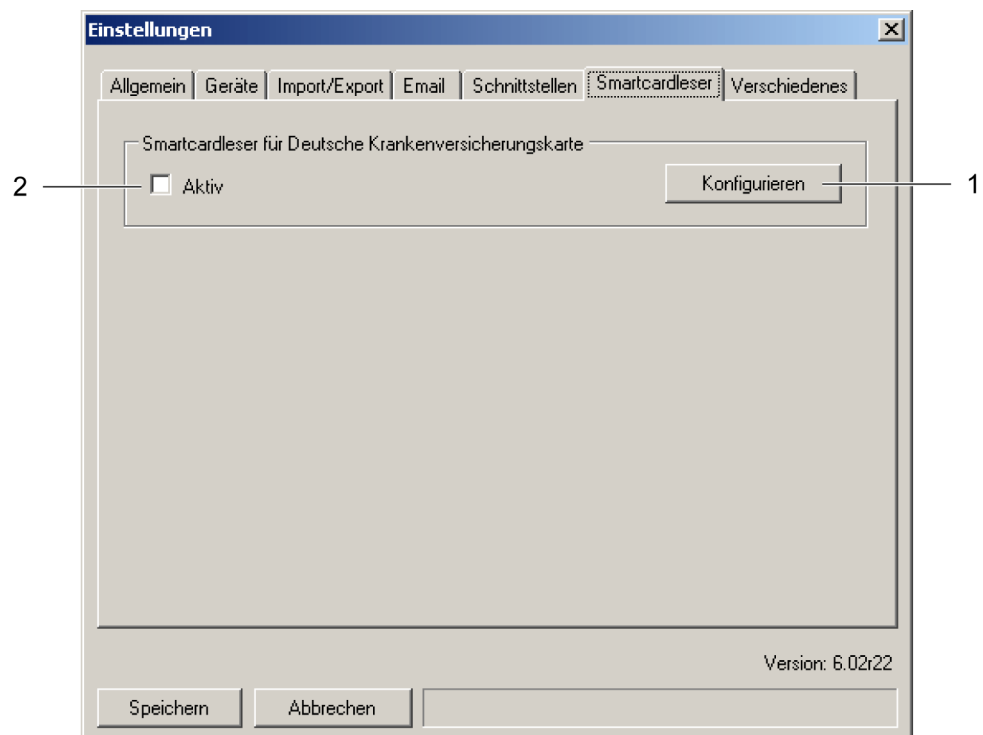 Einstellungen
Allgemein Geräte Import/Export Email Schnittstellen Smartcardleser Verschiedenes
Smartcardleser für Deutsche Krankenversicherungskarte
2 Aktiv Konfigurieren 1
Version: 6.02r22
Speichern Abbrechen